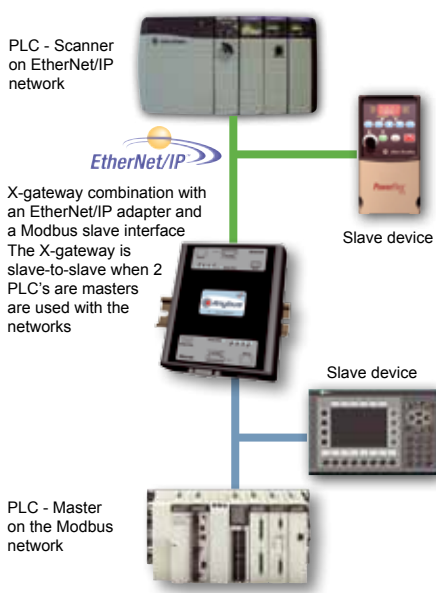 PLC - Scanner
on EtherNet/IP
network
EtherNet/IP
X-gateway combination with
an EtherNet/IP adapter and
a Modbus slave interface
The X-gateway is
slave-to-slave when 2
PLC's are masters
are used with the
networks
Slave device
Anybus
Slave device
PLC - Master
on the Modbus
network